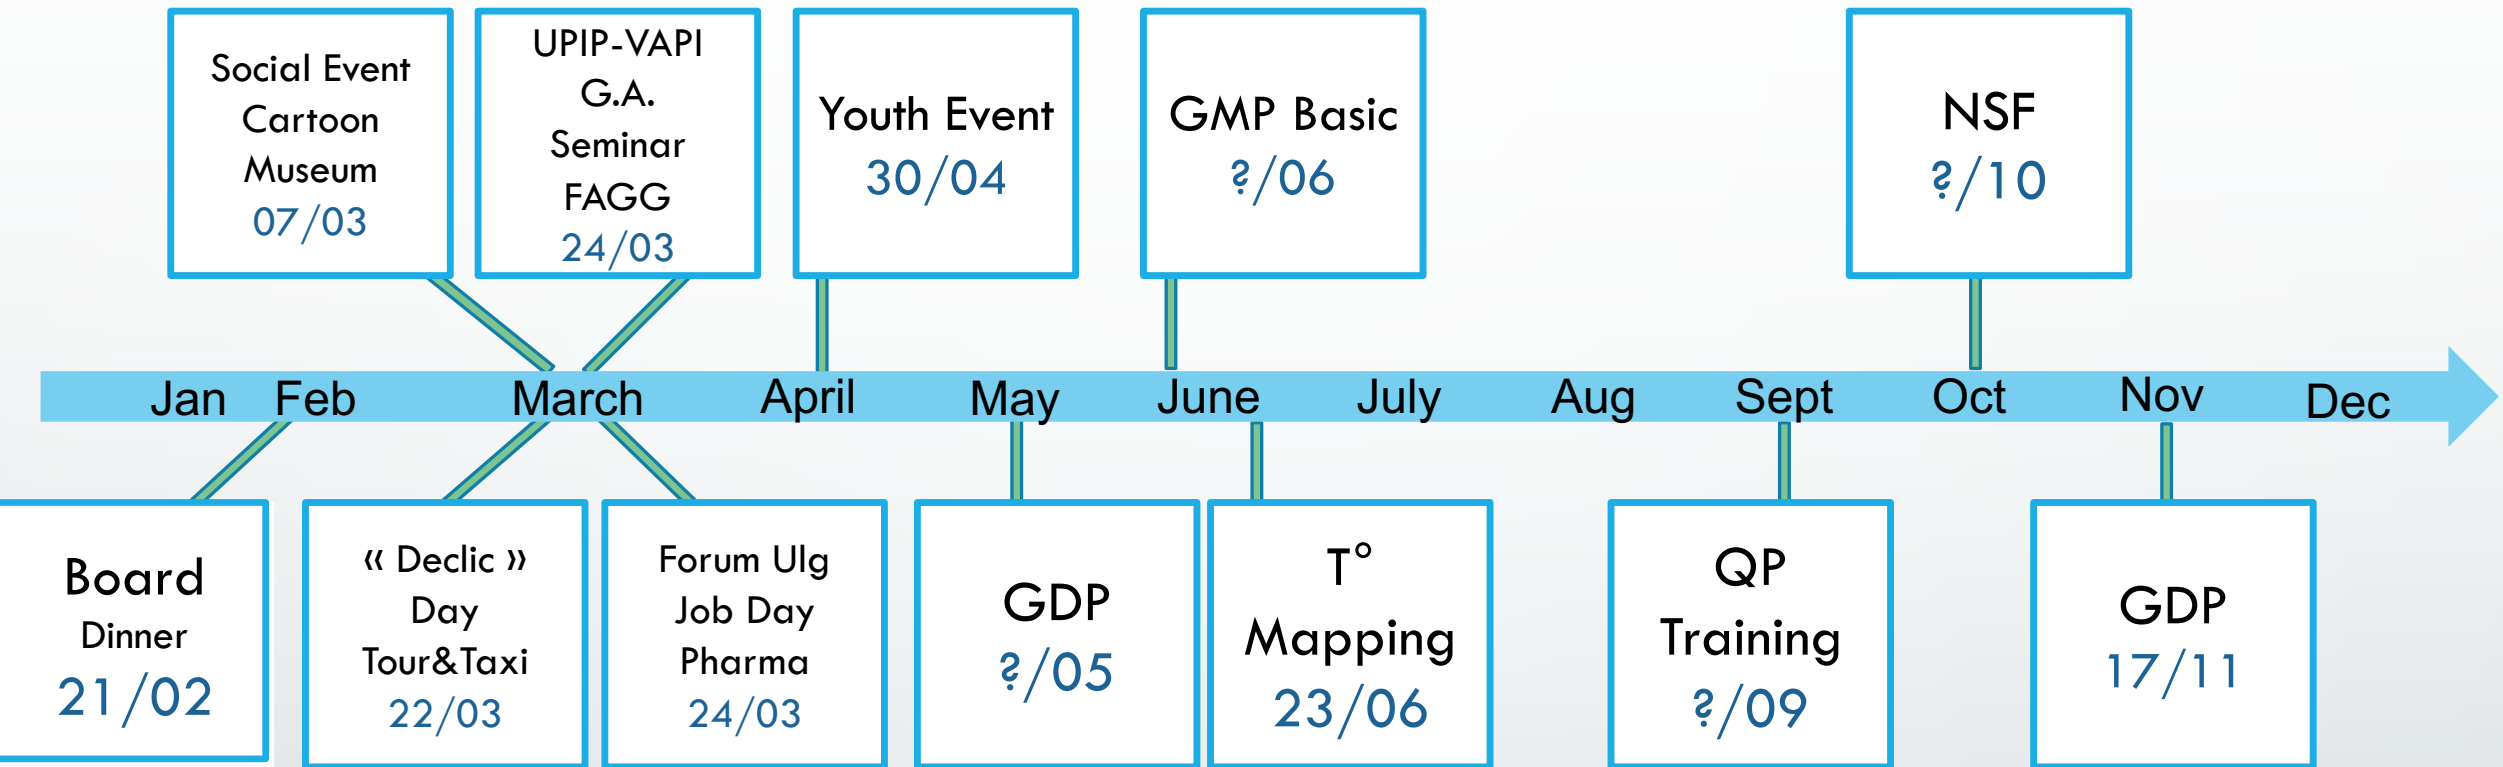 Social Event
Cartoon
Museum
07/03
UPIP-VAPI
G.A.
Seminar
FAGG
24/03
Youth Event
30/04
GMP Basic
?/06
NSF
?/10
Jan Feb March April May June July Aug Sept Oct Nov Dec
Board
Dinner
21/02
« Declic »
Day
Tour&Taxi
22/03
Forum Ulg
Job Day
Pharma
24/03
GDP
?/05
T°
Mapping
23/06
QP
Training
?/09
GDP
17/11